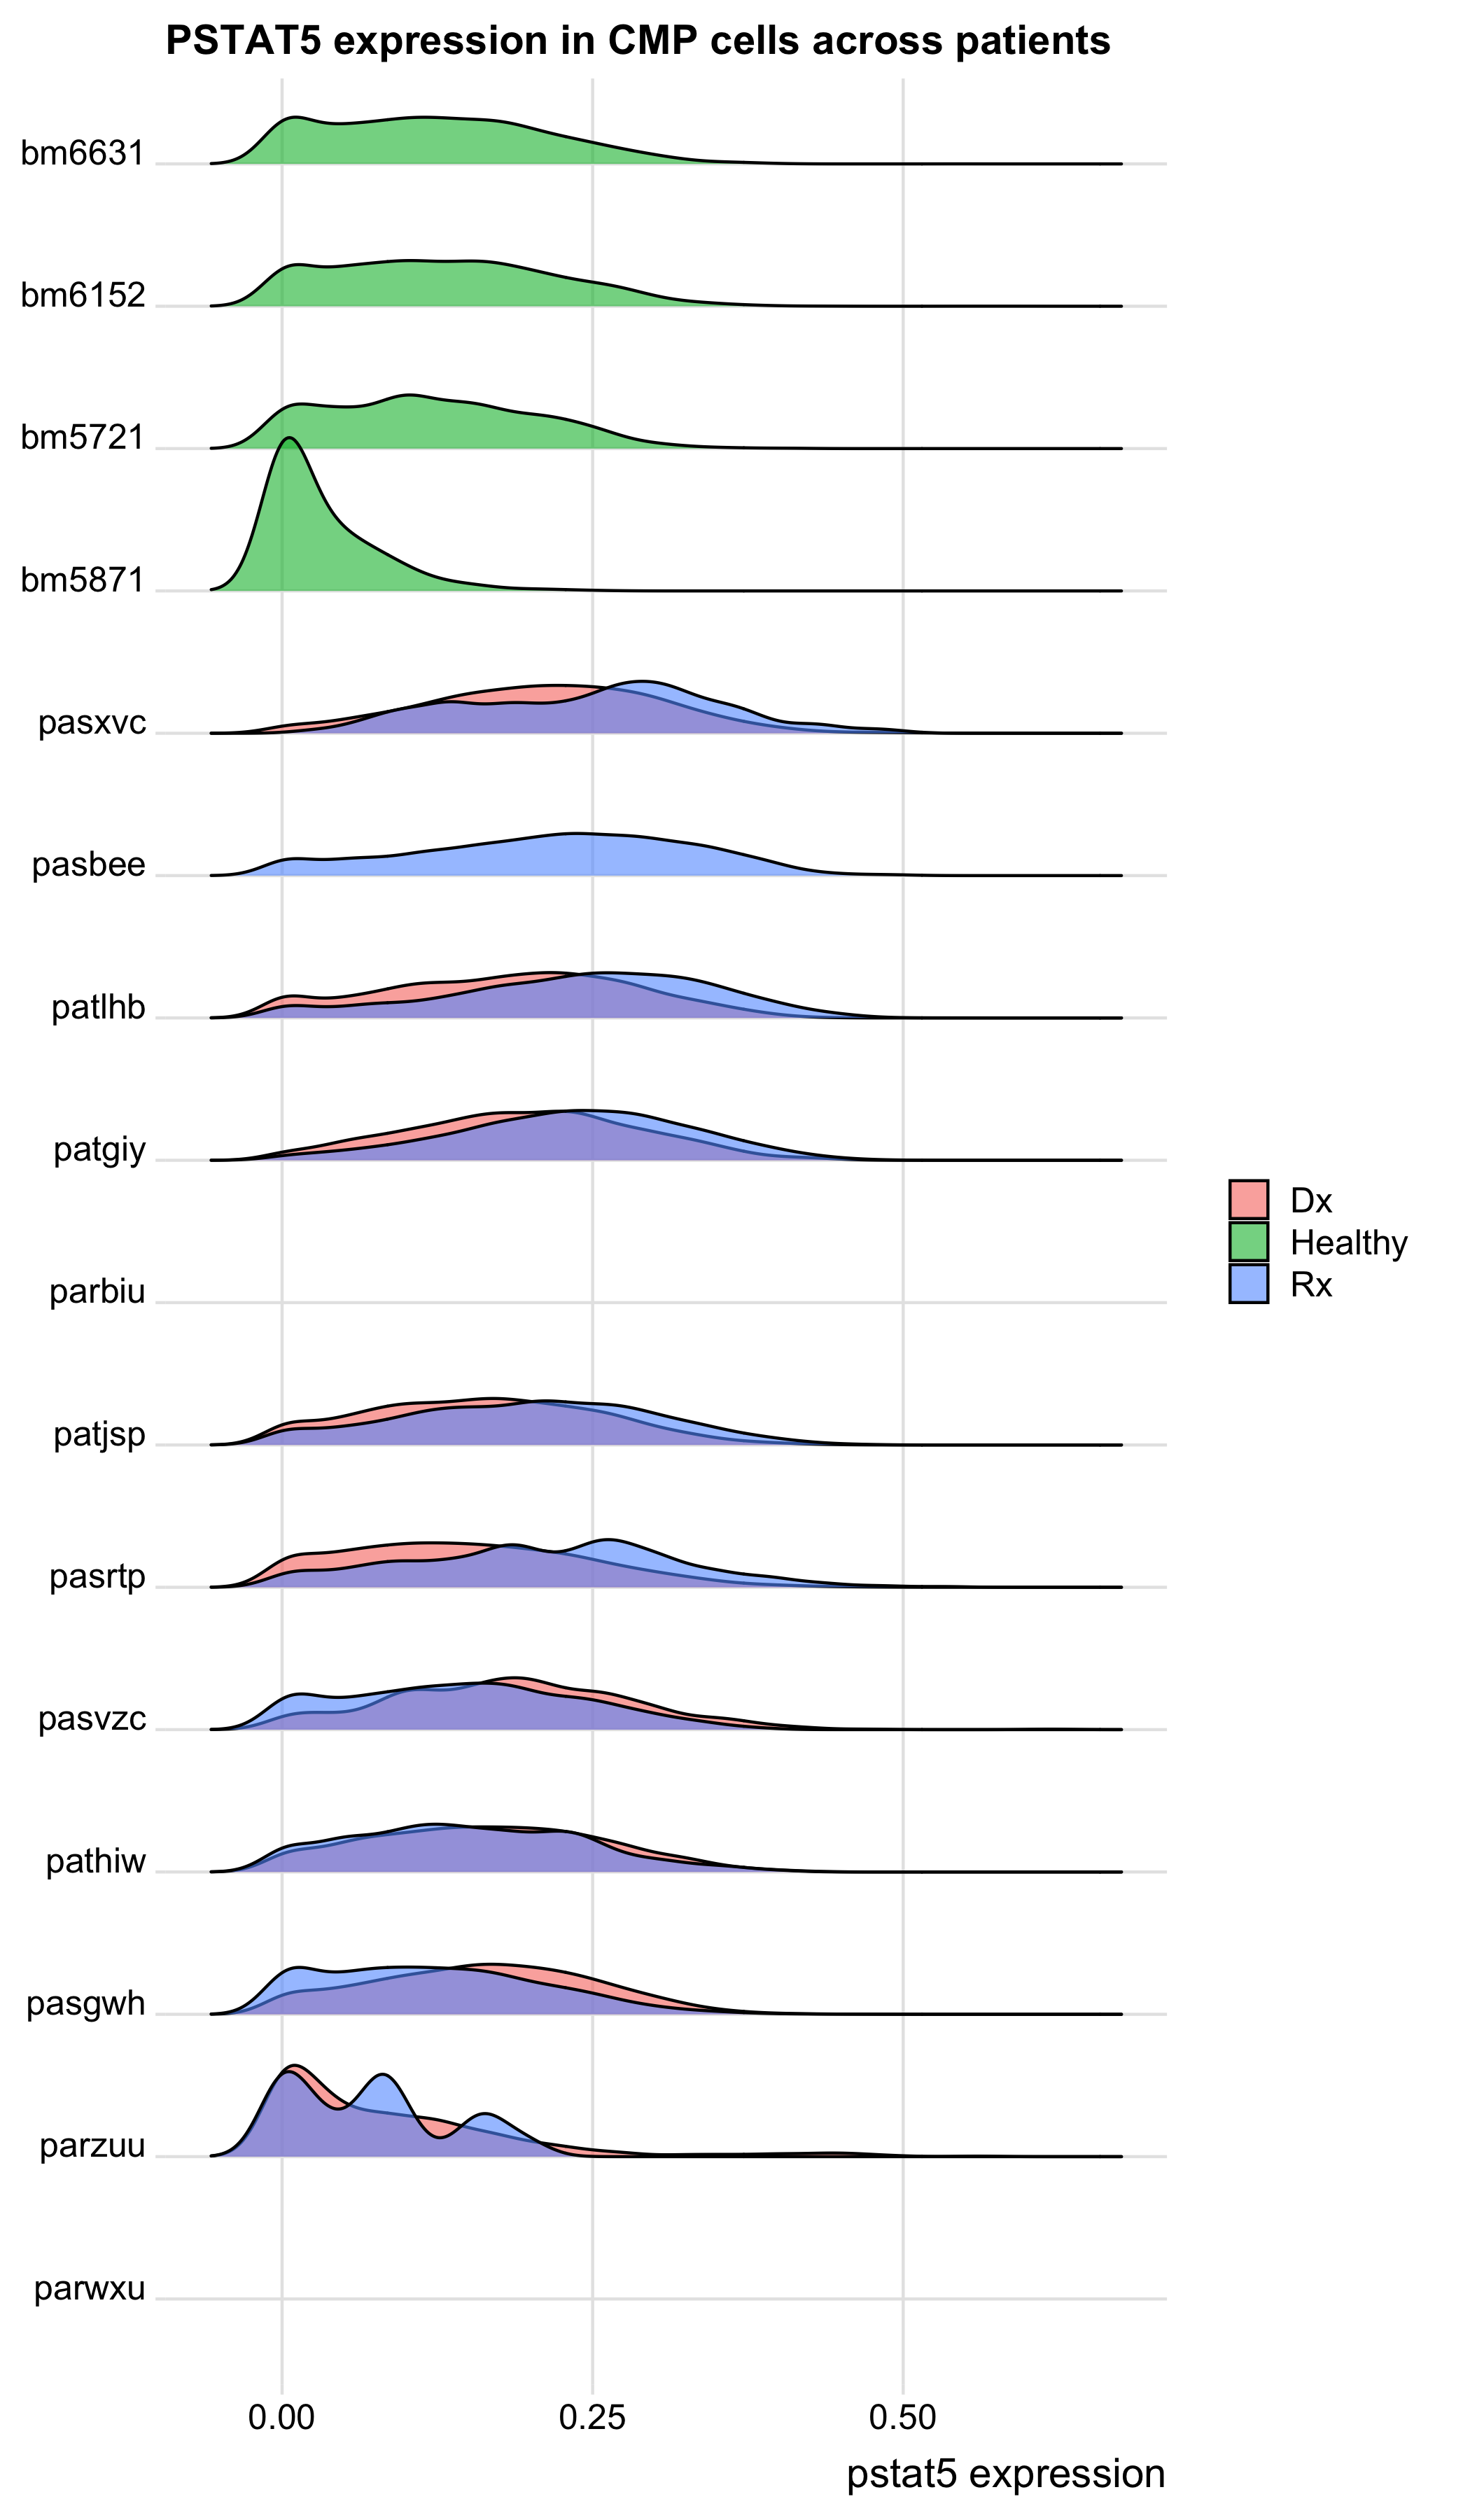 PSTAT5 expression in CMP cells across patients
bm6631
bm6152
bm5721
bm5871
pasxvc
pasbee
patlhb
patgiy
parbiu
patjsp
pasrtp
pasvzc
pathiw
pasgwh
parzuu
parwxu
0.00 0.25 0.50
pstat5 expression
Dx
Healthy
Rx